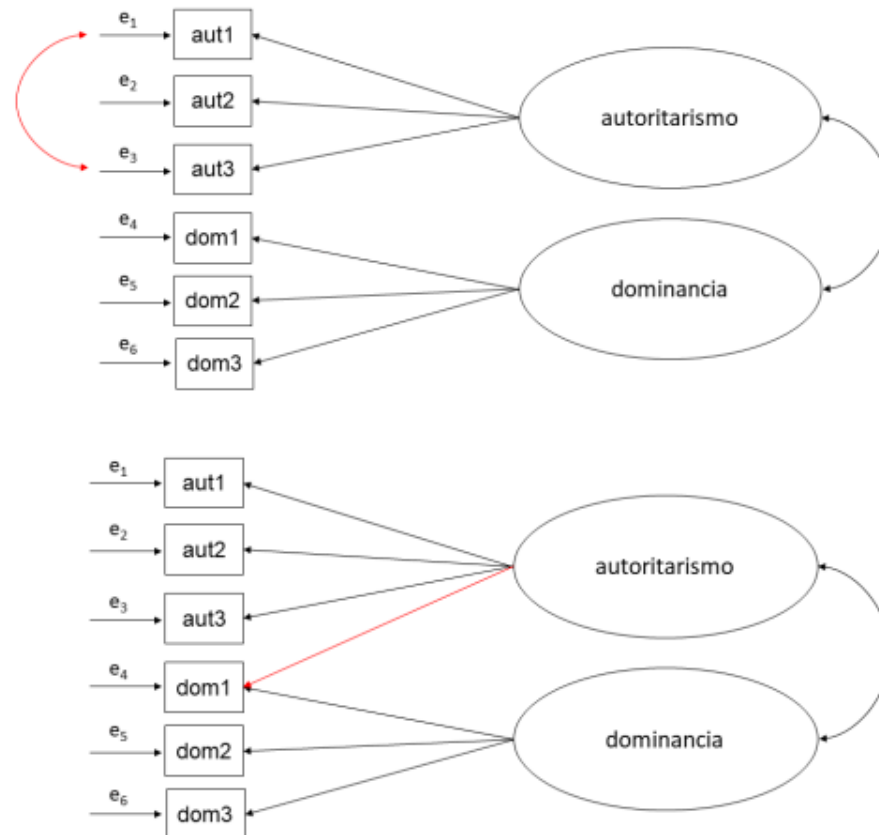 e1
aut1
e2
aut2
autoritarismo
e3
aut3
e4
dom1
e5
dom2
dominancia
e6
dom3
e1
aut1
e2
aut2
autoritarismo
e3
aut3
e4
dom1
e5
dom2
dominancia
e6
dom3